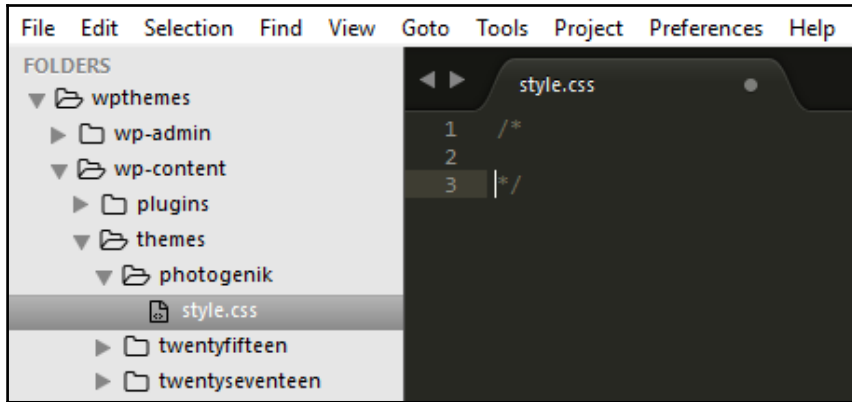 File Edit Selection Find View Goto Tools Project Preferences Help
FOLDERS
wpthemes
wp-admin
wp-content
plugins
themes
photogenik
style.css
twentyfifteen
twentyseventeen
style.css
1 /*
2
3 */